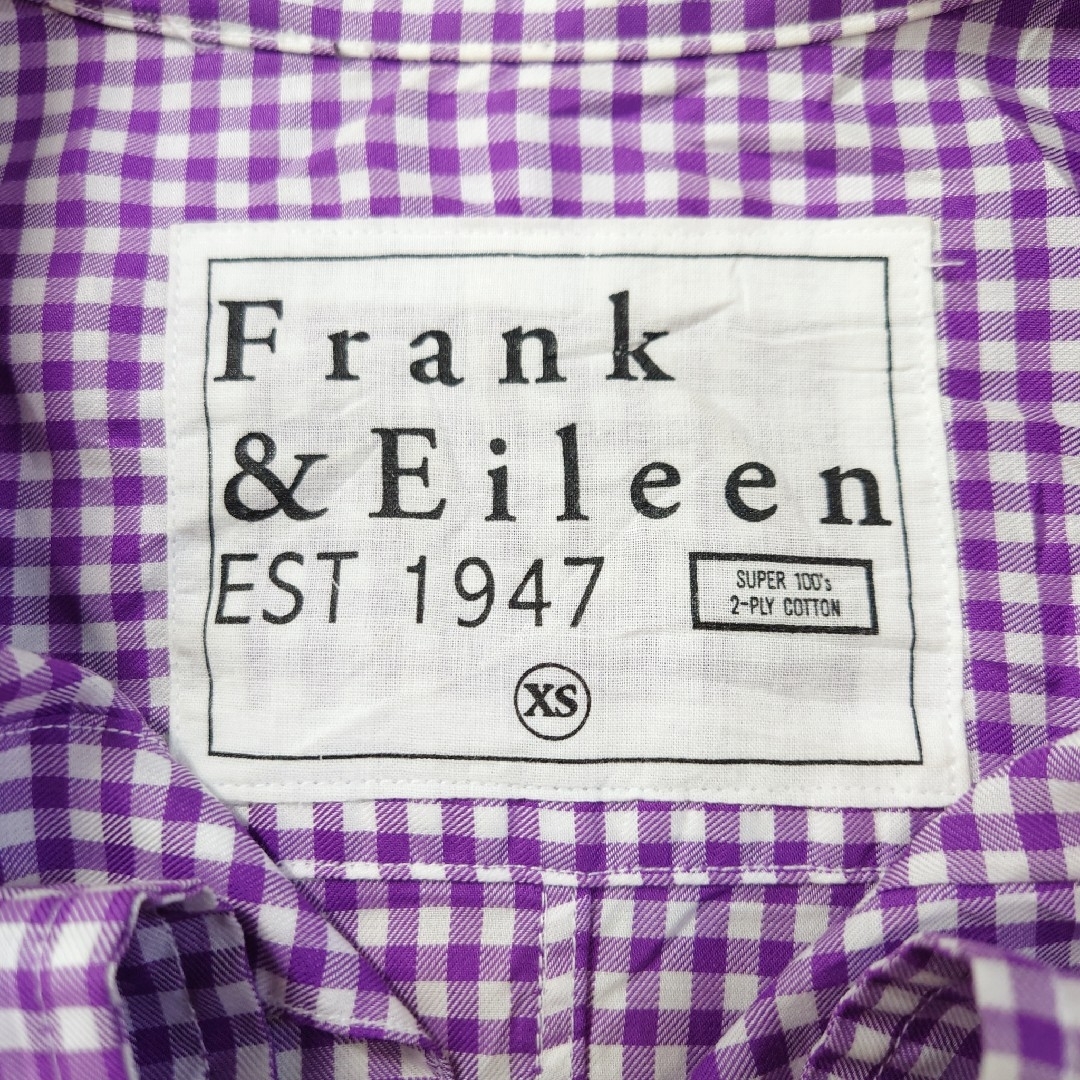 Frank
& Eileen
EST 1947
SUPER 100's
2-PLY COTTON
XS